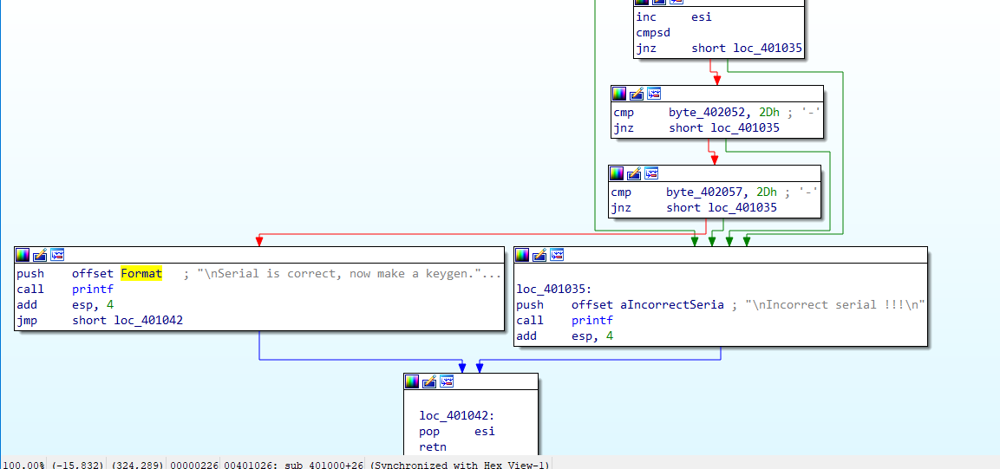 inc esi
cmpsd
jnz short loc_401035
cmp byte_402052, 2Dh ; '-'
jnz short loc_401035
cmp byte_402057, 2Dh ; '-'
jnz short loc_401035
push offset Format ; "\nSerial is correct, now make a keygen."...
call printf
add esp, 4
jmp short loc_401042
loc_401035:
push offset aIncorrectSeria ; "\nIncorrect serial !!!\n"
call printf
add esp, 4
loc_401042:
pop esi
retn
100.00% (-15,832) (324,289) 00000226 00401026: sub_401000+26 (Synchronized with Hex View-1)